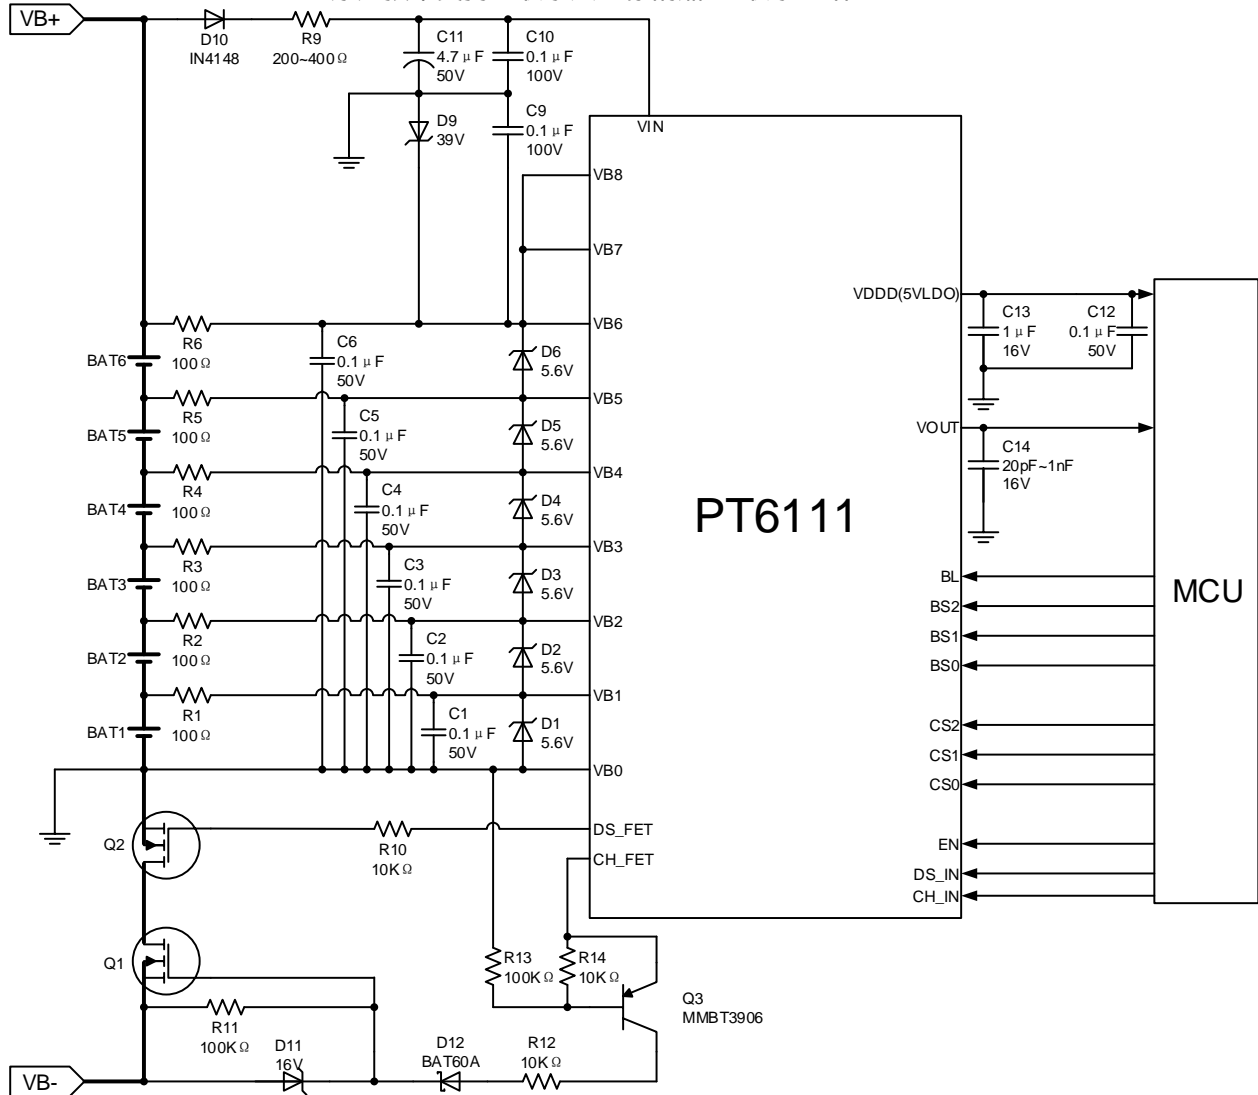 VB+
D10
IN4148
R9
200~400Ω
C11
4.7μF
50V
C10
0.1μF
100V
D9
39V
C9
0.1μF
100V
VIN
VB8
VB7
VB6
VB5
VB4
VB3
VB2
VB1
VB0
DS_FET
CH_FET
PT6111
VDDD(5VLDO)
VOUT
BL
BS2
BS1
BS0
CS2
CS1
CS0
EN
DS_IN
CH_IN
C13
1μF
16V
C12
0.1μF
50V
C14
20pF~1nF
16V
MCU
R6
100Ω
BAT6
C6
0.1μF
50V
D6
5.6V
R5
100Ω
BAT5
C5
0.1μF
50V
D5
5.6V
R4
100Ω
BAT4
C4
0.1μF
50V
D4
5.6V
R3
100Ω
BAT3
C3
0.1μF
50V
D3
5.6V
R2
100Ω
BAT2
C2
0.1μF
50V
D2
5.6V
R1
100Ω
BAT1
C1
0.1μF
50V
D1
5.6V
Q2
R10
10KΩ
Q1
R13
100KΩ
R14
10KΩ
Q3
MMBT3906
R11
100KΩ
D11
16V
D12
BAT60A
R12
10KΩ
VB-